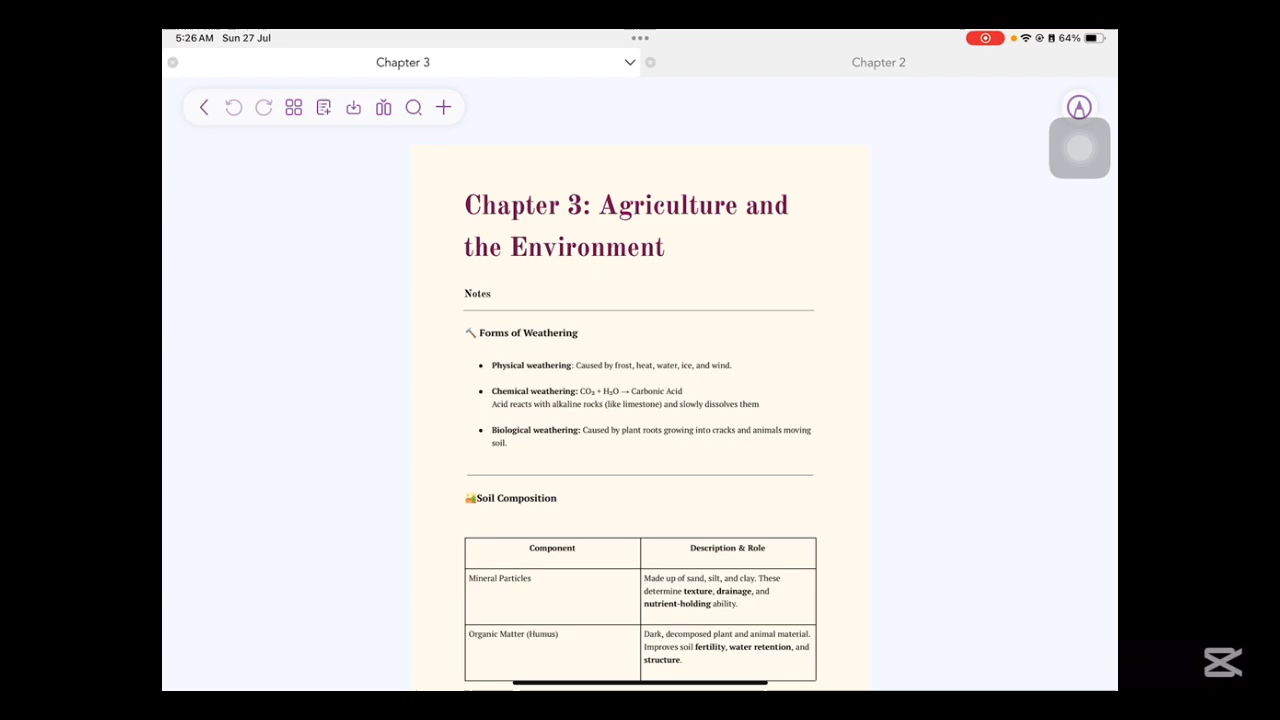 5:26 AM Sun 27 Jul
64%
Chapter 3
Chapter 2
Chapter 3: Agriculture and
the Environment
Notes
🔨 Forms of Weathering
• Physical weathering: Caused by frost, heat, water, ice, and wind.
• Chemical weathering: CO₂ + H₂O → Carbonic Acid
Acid reacts with alkaline rocks (like limestone) and slowly dissolves them
• Biological weathering: Caused by plant roots growing into cracks and animals moving
soil.
🏜️Soil Composition
Component
Description & Role
Mineral Particles
Made up of sand, silt, and clay. These
determine texture, drainage, and
nutrient-holding ability.
Organic Matter (Humus)
Dark, decomposed plant and animal material.
Improves soil fertility, water retention, and
structure.